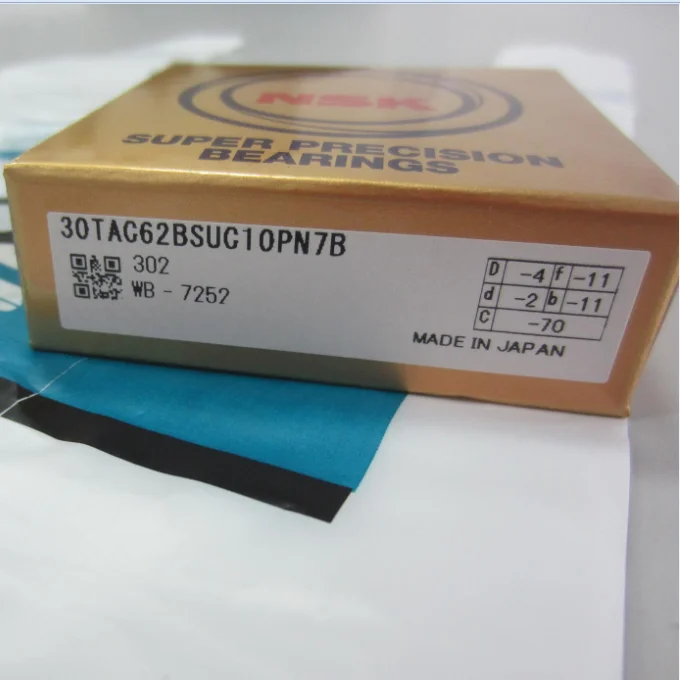 NSK
SUPER PRECISION
BEARINGS
30TAC62BSUC10PN7B
302
WB - 7252
D -4 f -11
d -2 b -11
C -70
MADE IN JAPAN